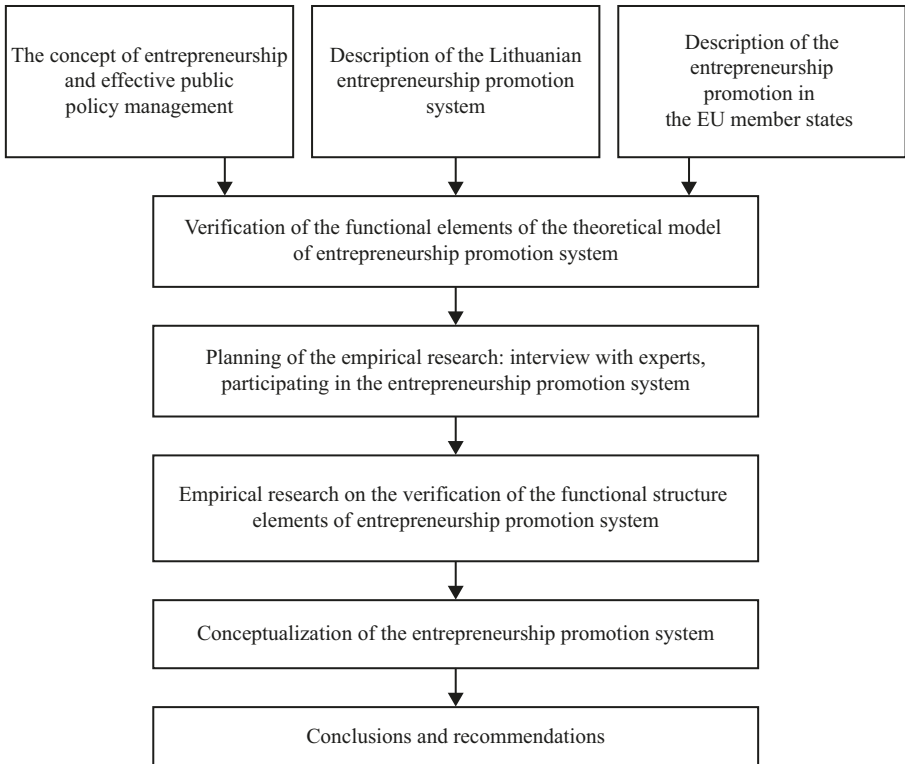 The concept of entrepreneurship
and effective public
policy management
Description of the Lithuanian
entrepreneurship promotion
system
Description of the
entrepreneurship
promotion in
the EU member states
Verification of the functional elements of the theoretical model
of entrepreneurship promotion system
Planning of the empirical research: interview with experts,
participating in the entrepreneurship promotion system
Empirical research on the verification of the functional structure
elements of entrepreneurship promotion system
Conceptualization of the entrepreneurship promotion system
Conclusions and recommendations